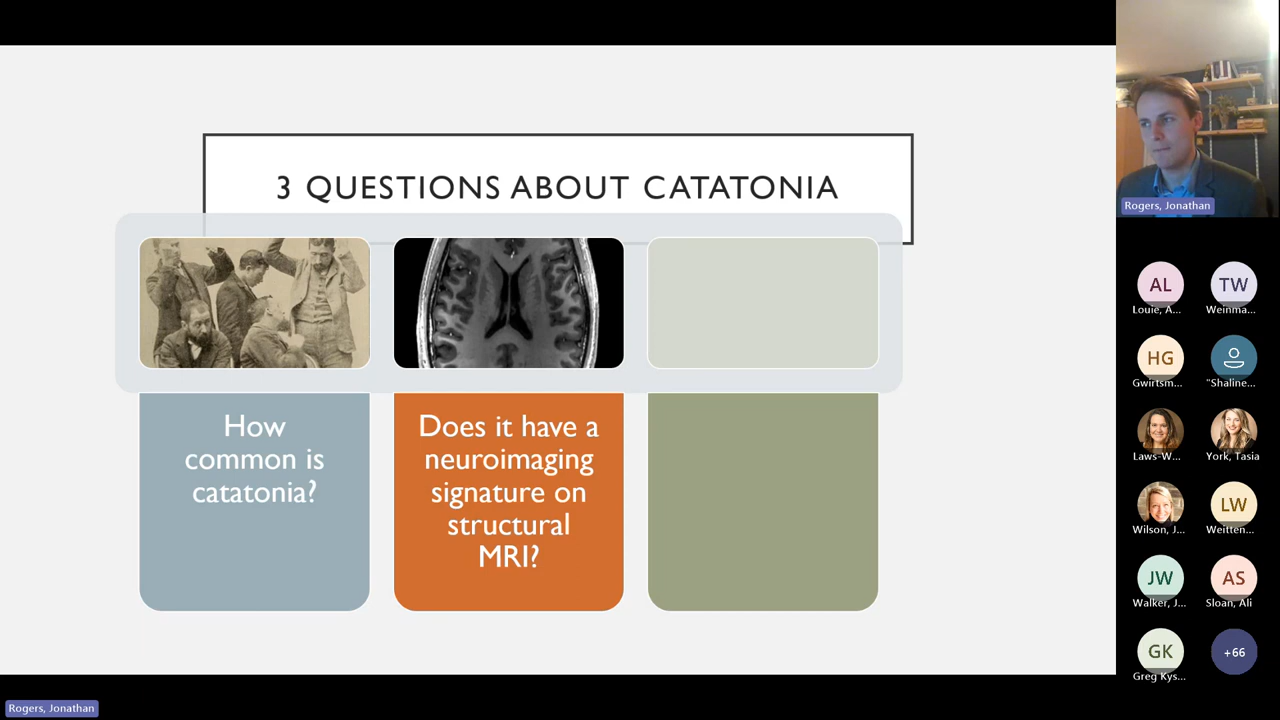 3 QUESTIONS ABOUT CATATONIA
How
common is
catatonia?
Does it have a
neuroimaging
signature on
structural
MRI?
Rogers, Jonathan
AL
TW
Louie, A...
Weinma...
HG
Gwirtsm...
"Shaline...
Laws-W...
York, Tasia
LW
Wilson, J...
Weitten...
JW
AS
Walker, J...
Sloan, Ali
GK
+66
Greg Kys...
Rogers, Jonathan